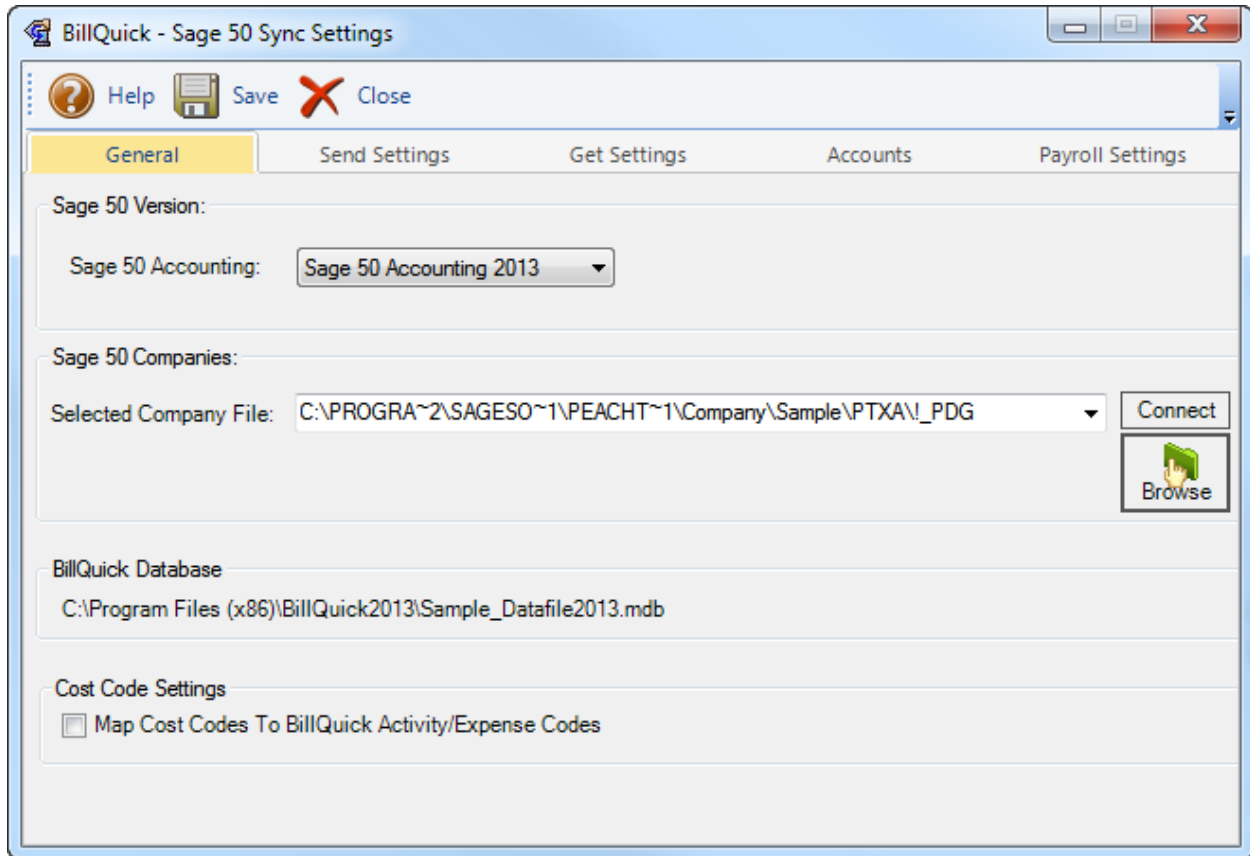 BillQuick - Sage 50 Sync Settings
Help Save Close
General Send Settings Get Settings Accounts Payroll Settings
Sage 50 Version:
Sage 50 Accounting: Sage 50 Accounting 2013
Sage 50 Companies:
Selected Company File: C:\PROGRA~2\SAGESO~1\PEACHT~1\Company\Sample\PTXA\!_PDG Connect
Browse
BillQuick Database
C:\Program Files (x86)\BillQuick2013\Sample_Datafile2013.mdb
Cost Code Settings
Map Cost Codes To BillQuick Activity/Expense Codes